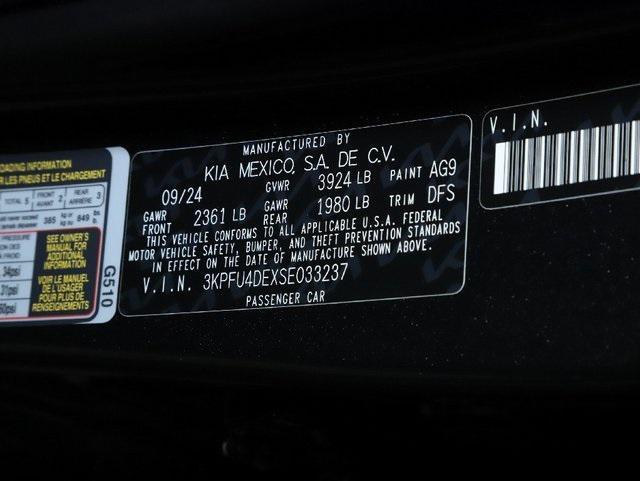 MANUFACTURED BY
KIA MEXICO, S.A. DE C.V.
09/24 GVWR 3924 LB PAINT AG9
GAWR FRONT 2361 LB GAWR REAR 1980 LB TRIM DFS
THIS VEHICLE CONFORMS TO ALL APPLICABLE U.S.A. FEDERAL
MOTOR VEHICLE SAFETY, BUMPER, AND THEFT PREVENTION STANDARDS
IN EFFECT ON THE DATE OF MANUFACTURE SHOWN ABOVE.
V.I.N. 3KPFU4DEXSE033237
PASSENGER CAR
V.I.N.
LOADING INFORMATION
LES PNEUS ET LE CHARGEMENT
TOTAL 5 FRONT AVANT 2 REAR ARRIÈRE 3
385 kg or 849 lbs.
SEE OWNER'S
MANUAL FOR
ADDITIONAL
INFORMATION
VOIR LE MANUEL
DE L'USAGER
POUR PLUS DE
RENSEIGNEMENTS
G510